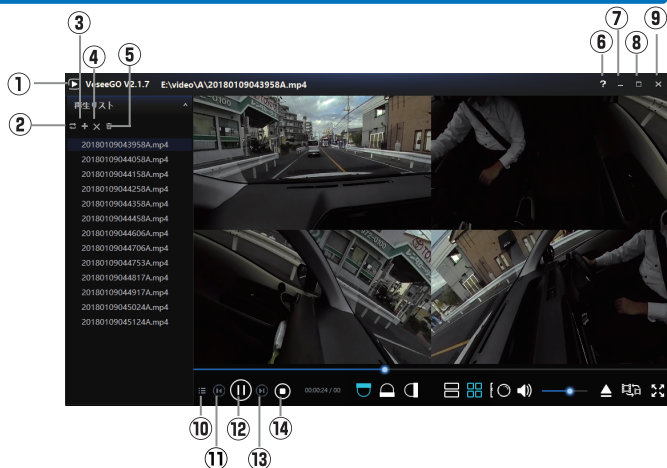 ③ ④ ⑤ ⑥ ⑦ ⑧ ⑨
① VeseeGO V2.1.7 E:\video\A\20180109043958A.mp4
再生リスト
②
20180109043958A.mp4
20180109044058A.mp4
20180109044158A.mp4
20180109044258A.mp4
20180109044358A.mp4
20180109044458A.mp4
20180109044606A.mp4
20180109044706A.mp4
20180109044753A.mp4
20180109044817A.mp4
20180109044917A.mp4
20180109045024A.mp4
20180109045124A.mp4
00:00:24 / 00
⑩ ⑪ ⑫ ⑬ ⑭